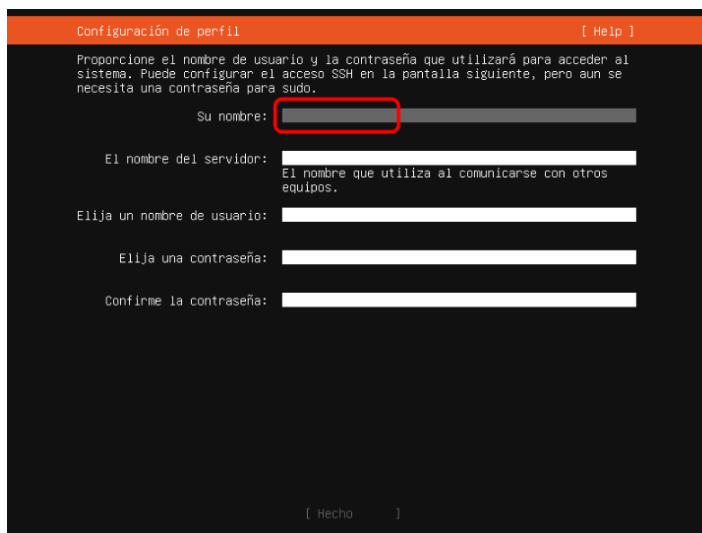 Configuración de perfil [ Help ]
Proporcione el nombre de usuario y la contraseña que utilizará para acceder al
sistema. Puede configurar el acceso SSH en la pantalla siguiente, pero aun se
necesita una contraseña para sudo.
Su nombre:
El nombre del servidor:
El nombre que utiliza al comunicarse con otros
equipos.
Elija un nombre de usuario:
Elija una contraseña:
Confirme la contraseña:
[ Hecho ]